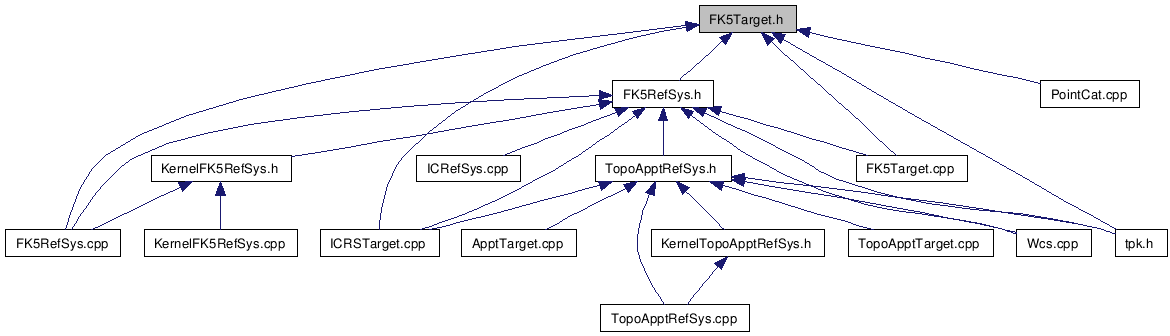 FK5Target.h
FK5RefSys.h
PointCat.cpp
KernelFK5RefSys.h
ICRefSys.cpp
TopoApptRefSys.h
FK5Target.cpp
FK5RefSys.cpp
KernelFK5RefSys.cpp
ICRSTarget.cpp
ApptTarget.cpp
KernelTopoApptRefSys.h
TopoApptTarget.cpp
Wcs.cpp
tpk.h
TopoApptRefSys.cpp